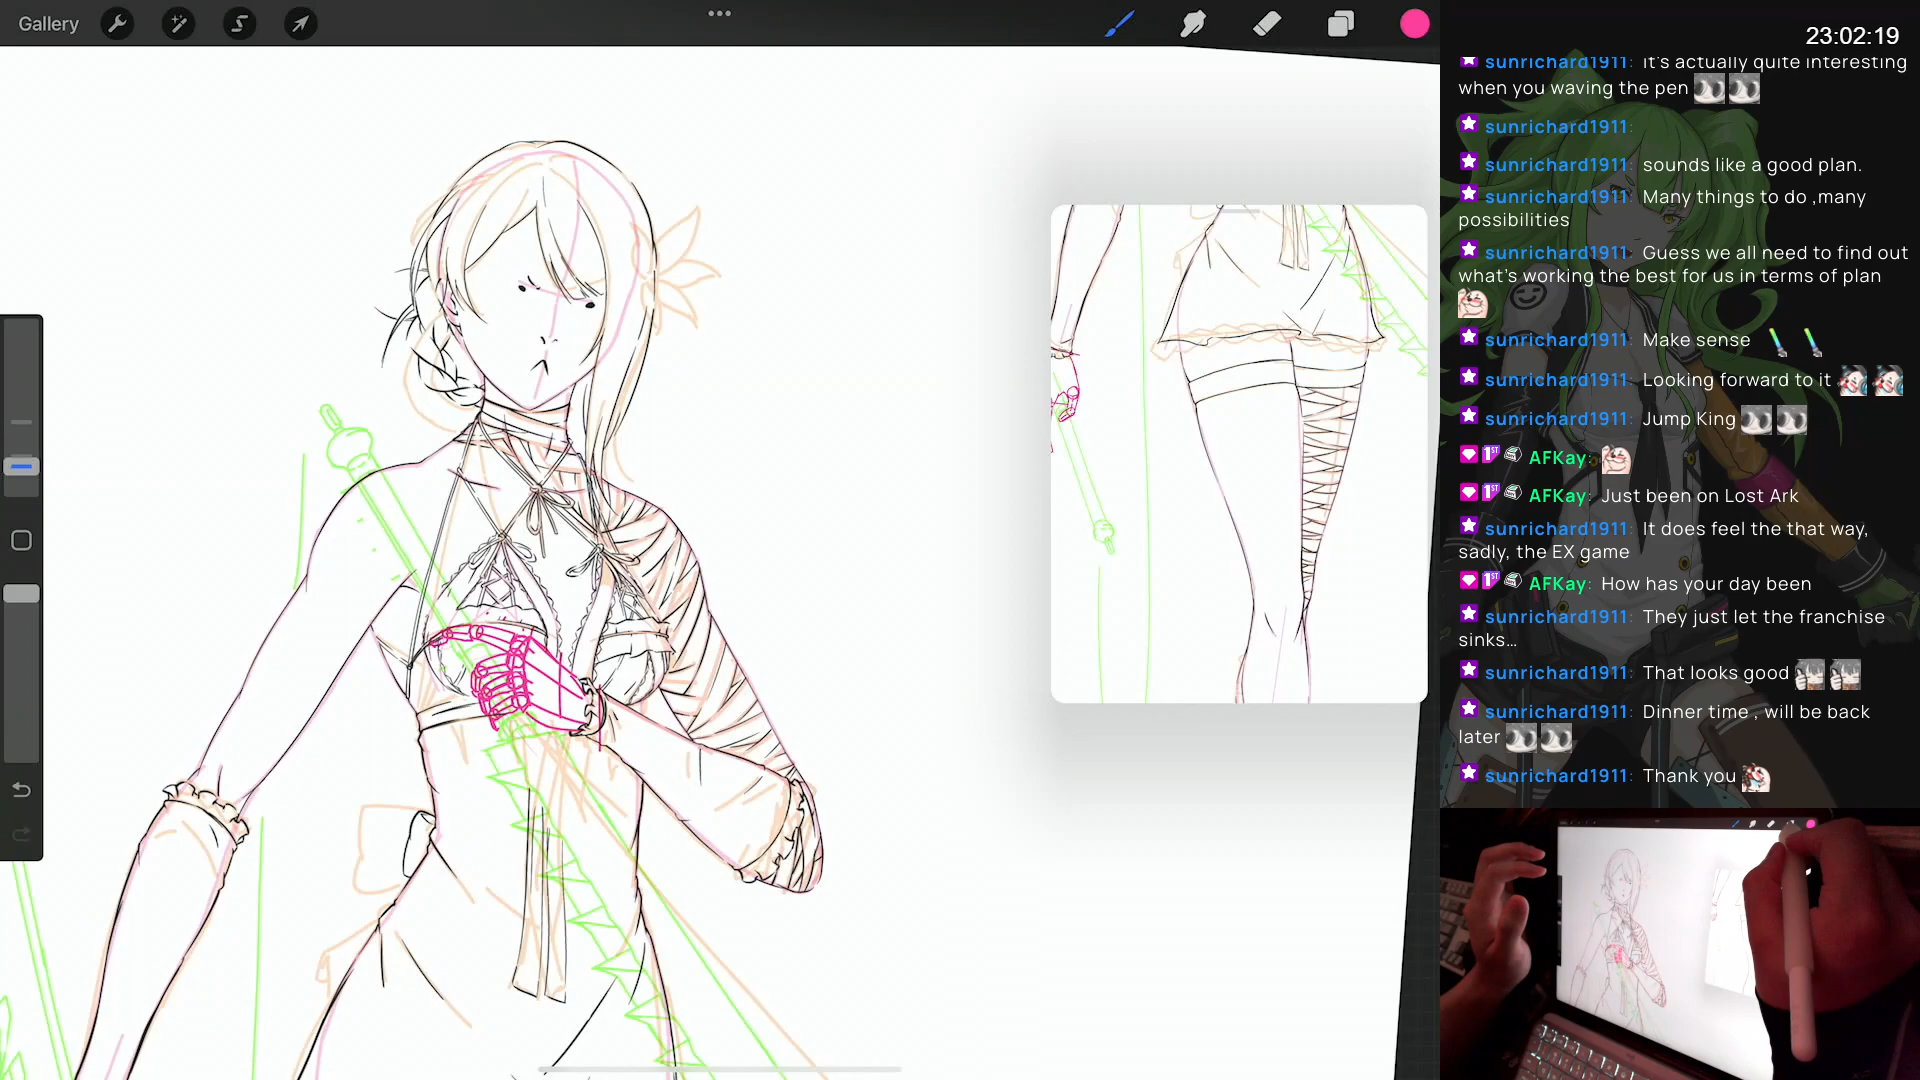 Gallery
23:02:19
sunrichard1911: it's actually quite interesting
when you waving the pen
sunrichard1911:
sunrichard1911: sounds like a good plan.
sunrichard1911: Many things to do ,many
possibilities
sunrichard1911: Guess we all need to find out
what's working the best for us in terms of plan
sunrichard1911: Make sense
sunrichard1911: Looking forward to it
sunrichard1911: Jump King
1ST AFKay:
1ST AFKay: Just been on Lost Ark
sunrichard1911: It does feel the that way,
sadly, the EX game
1ST AFKay: How has your day been
sunrichard1911: They just let the franchise
sinks...
sunrichard1911: That looks good
sunrichard1911: Dinner time , will be back
later
sunrichard1911: Thank you